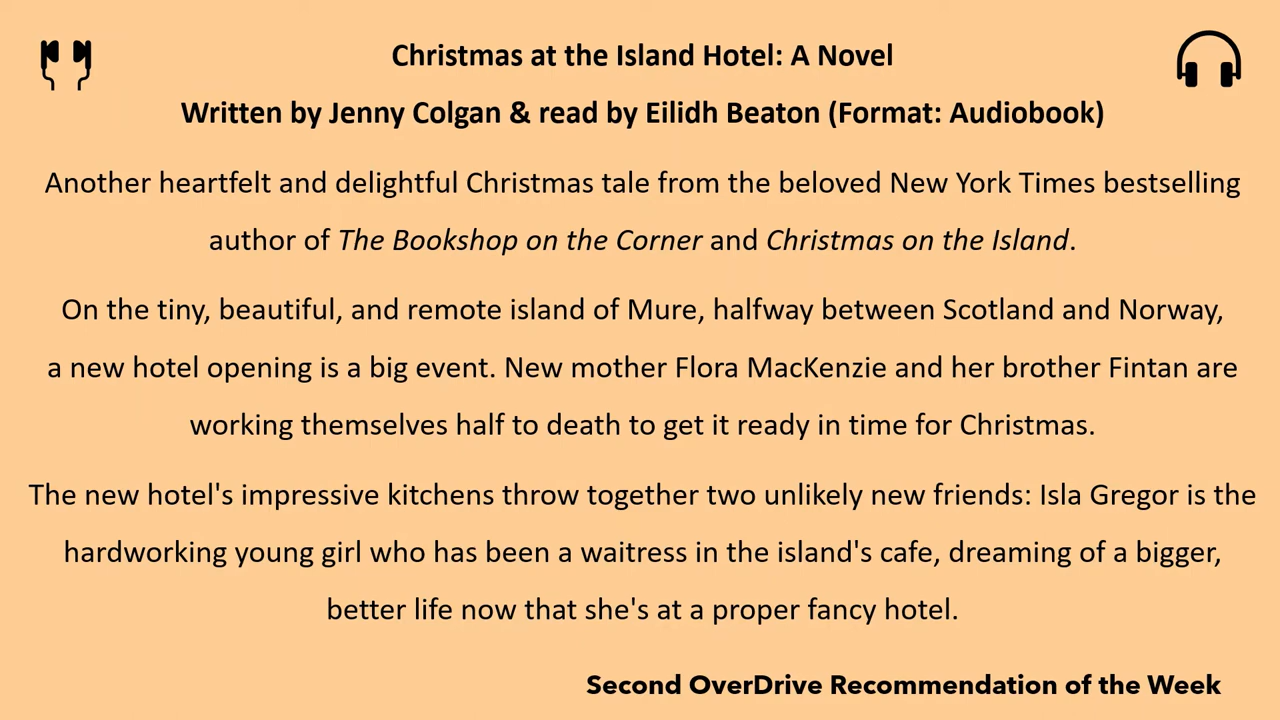 Christmas at the Island Hotel: A Novel
Written by Jenny Colgan & read by Eilidh Beaton (Format: Audiobook)
Another heartfelt and delightful Christmas tale from the beloved New York Times bestselling
author of The Bookshop on the Corner and Christmas on the Island.
On the tiny, beautiful, and remote island of Mure, halfway between Scotland and Norway,
a new hotel opening is a big event. New mother Flora MacKenzie and her brother Fintan are
working themselves half to death to get it ready in time for Christmas.
The new hotel's impressive kitchens throw together two unlikely new friends: Isla Gregor is the
hardworking young girl who has been a waitress in the island's cafe, dreaming of a bigger,
better life now that she's at a proper fancy hotel.
Second OverDrive Recommendation of the Week